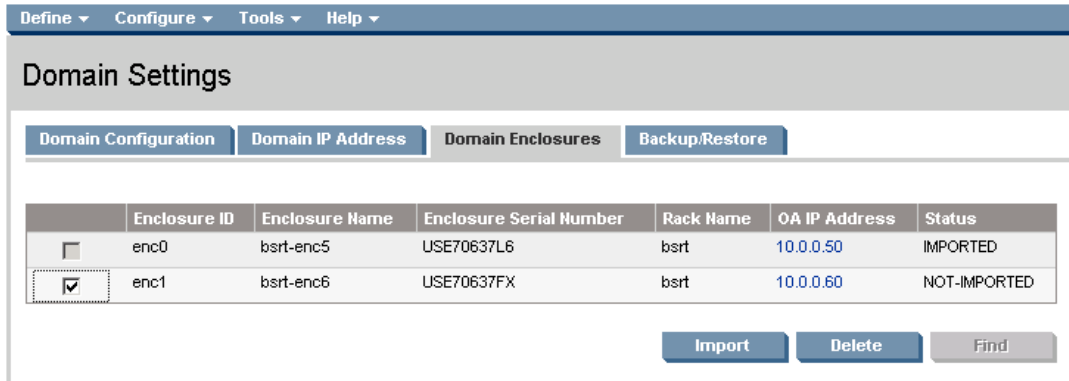 Define Configure Tools Help
Domain Settings
Domain Configuration Domain IP Address Domain Enclosures Backup/Restore
Enclosure ID Enclosure Name Enclosure Serial Number Rack Name OA IP Address Status
enc0 bsrt-enc5 USE70637L6 bsrt 10.0.0.50 IMPORTED
enc1 bsrt-enc6 USE70637FX bsrt 10.0.0.60 NOT-IMPORTED
Import Delete Find